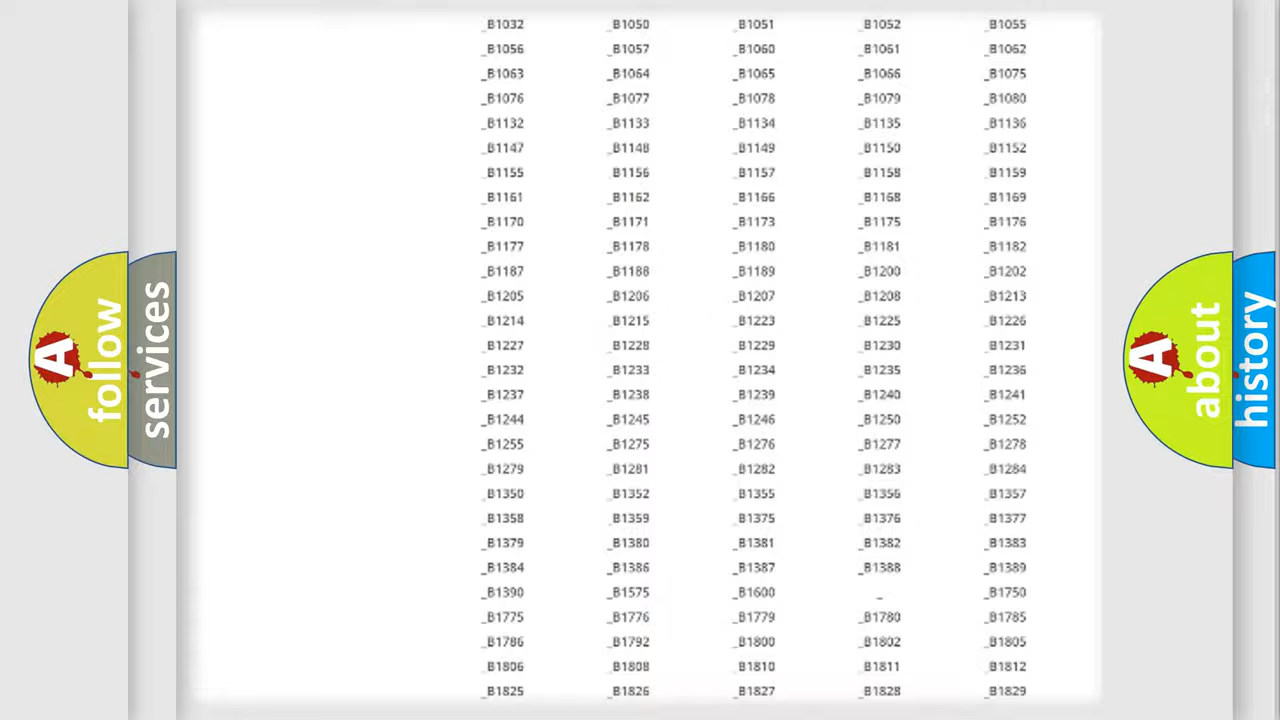 _B1032 _B1050 _B1051 _B1052 _B1055
_B1056 _B1057 _B1060 _B1061 _B1062
_B1063 _B1064 _B1065 _B1066 _B1075
_B1076 _B1077 _B1078 _B1079 _B1080
_B1132 _B1133 _B1134 _B1135 _B1136
_B1147 _B1148 _B1149 _B1150 _B1152
_B1155 _B1156 _B1157 _B1158 _B1159
_B1161 _B1162 _B1166 _B1168 _B1169
_B1170 _B1171 _B1173 _B1175 _B1176
_B1177 _B1178 _B1180 _B1181 _B1182
_B1187 _B1188 _B1189 _B1200 _B1202
_B1205 _B1206 _B1207 _B1208 _B1213
_B1214 _B1215 _B1223 _B1225 _B1226
_B1227 _B1228 _B1229 _B1230 _B1231
_B1232 _B1233 _B1234 _B1235 _B1236
_B1237 _B1238 _B1239 _B1240 _B1241
_B1244 _B1245 _B1246 _B1250 _B1252
_B1255 _B1275 _B1276 _B1277 _B1278
_B1279 _B1281 _B1282 _B1283 _B1284
_B1350 _B1352 _B1355 _B1356 _B1357
_B1358 _B1359 _B1375 _B1376 _B1377
_B1379 _B1380 _B1381 _B1382 _B1383
_B1384 _B1386 _B1387 _B1388 _B1389
_B1390 _B1575 _B1600 _ _B1750
_B1775 _B1776 _B1779 _B1780 _B1785
_B1786 _B1792 _B1800 _B1802 _B1805
_B1806 _B1808 _B1810 _B1811 _B1812
_B1825 _B1826 _B1827 _B1828 _B1829
A
follow
services
A
about
history